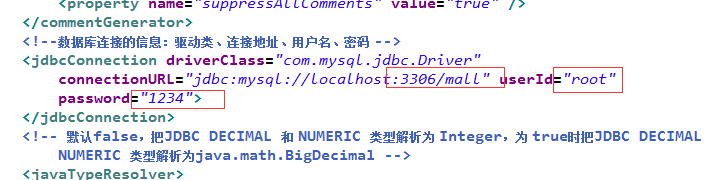 <property name="suppressAllComments" value="true" />
</commentGenerator>
<!--数据库连接的信息：驱动类、连接地址、用户名、密码 -->
<jdbcConnection driverClass="com.mysql.jdbc.Driver"
connectionURL="jdbc:mysql://localhost:3306/mall" userId="root"
password="1234">
</jdbcConnection>
<!-- 默认false，把JDBC DECIMAL 和 NUMERIC 类型解析为 Integer，为 true时把JDBC DECIMAL
NUMERIC 类型解析为java.math.BigDecimal -->
<javaTypeResolver>